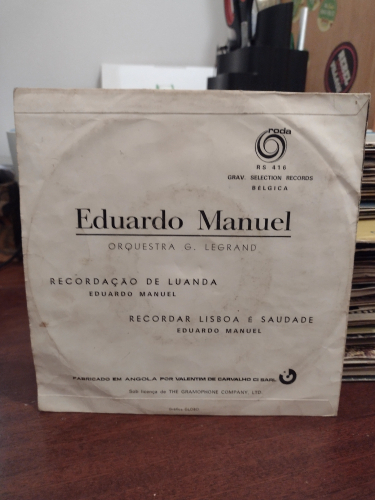 roda
RS 416
GRAV. SELECTION RECORDS
BELGICA
Eduardo Manuel
ORQUESTRA G. LEGRAND
RECORDAÇÃO DE LUANDA
EDUARDO MANUEL
RECORDAR LISBOA É SAUDADE
EDUARDO MANUEL
FABRICADO EM ANGOLA POR VALENTIM DE CARVALHO CI SARL
Sob licença de THE GRAMOPHONE COMPANY, LTD.